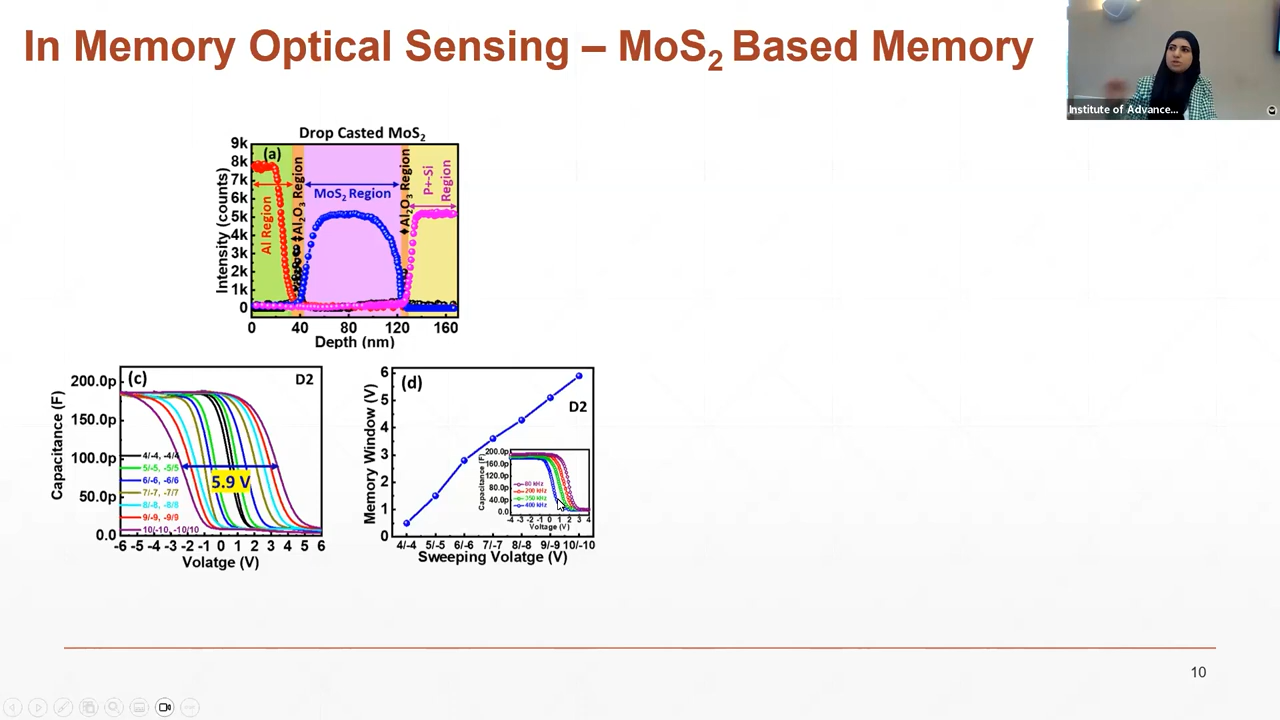 In Memory Optical Sensing – MoS2 Based Memory
Institute of Advance...
Drop Casted MoS2
(a)
Al Region
Al2O3 Region
MoS2 Region
Al2O3 Region
P+-Si
Region
Intensity (counts)
9k
8k
7k
6k
5k
4k
3k
2k
1k
0
0 40 80 120 160
Depth (nm)
(c)
D2
Capacitance (F)
200.0p
150.0p
100.0p
50.0p
0.0
4/-4, -4/4
5/-5, -5/5
6/-6, -6/6
7/-7, -7/7
8/-8, -8/8
9/-9, -9/9
10/-10, -10/10
5.9 V
-6 -5 -4 -3 -2 -1 0 1 2 3 4 5 6
Volatge (V)
(d)
D2
Memory Window (V)
6
5
4
3
2
1
0
4/-4 5/-5 6/-6 7/-7 8/-8 9/-9 10/-10
Sweeping Volatge (V)
Capacitance (F)
200.0p
160.0p
120.0p
80.0p
40.0p
0.0
80 kHz
200 kHz
350 kHz
400 kHz
-4 -3 -2 -1 0 1 2 3 4
Voltage (V)
10